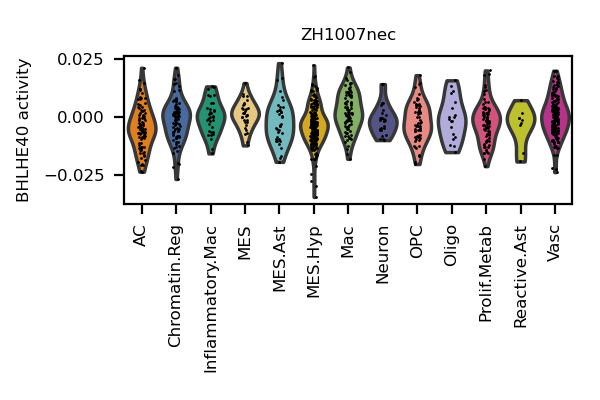 ZH1007nec
BHLHE40 activity
0.025
0.000
−0.025
AC
Chromatin.Reg
Inflammatory.Mac
MES
MES.Ast
MES.Hyp
Mac
Neuron
OPC
Oligo
Prolif.Metab
Reactive.Ast
Vasc